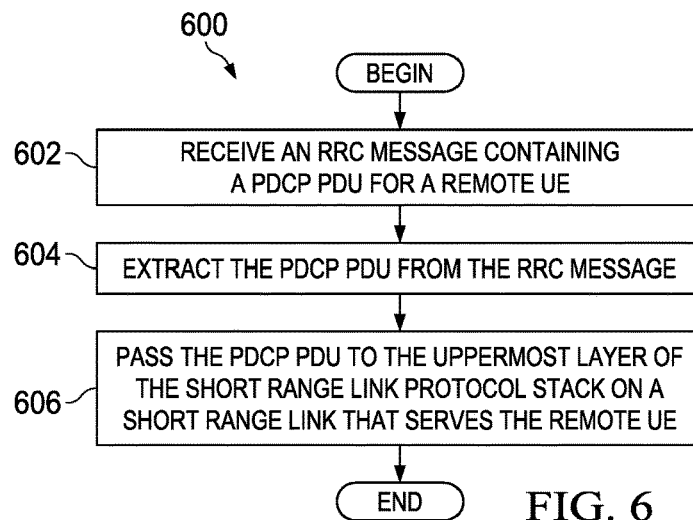 600
BEGIN
602
RECEIVE AN RRC MESSAGE CONTAINING
A PDCP PDU FOR A REMOTE UE
604
EXTRACT THE PDCP PDU FROM THE RRC MESSAGE
606
PASS THE PDCP PDU TO THE UPPERMOST LAYER OF
THE SHORT RANGE LINK PROTOCOL STACK ON A
SHORT RANGE LINK THAT SERVES THE REMOTE UE
END
FIG. 6